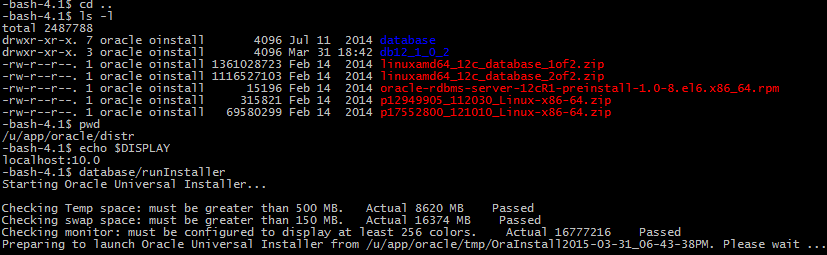 -bash-4.1$ cd ..
-bash-4.1$ ls -l
total 2487788
drwxr-xr-x. 7 oracle oinstall 4096 Jul 11 2014 database
drwxr-xr-x. 3 oracle oinstall 4096 Mar 31 18:42 db12_1_0_2
-rw-r--r--. 1 oracle oinstall 1361028723 Feb 14 2014 linuxamd64_12c_database_1of2.zip
-rw-r--r--. 1 oracle oinstall 1116527103 Feb 14 2014 linuxamd64_12c_database_2of2.zip
-rw-r--r--. 1 oracle oinstall 15196 Feb 14 2014 oracle-rdbms-server-12cR1-preinstall-1.0-8.el6.x86_64.rpm
-rw-r--r--. 1 oracle oinstall 315821 Feb 14 2014 p12949905_112030_Linux-x86-64.zip
-rw-r--r--. 1 oracle oinstall 69580299 Feb 14 2014 p17552800_121010_Linux-x86-64.zip
-bash-4.1$ pwd
/u/app/oracle/distr
-bash-4.1$ echo $DISPLAY
localhost:10.0
-bash-4.1$ database/runInstaller
Starting Oracle Universal Installer...
Checking Temp space: must be greater than 500 MB. Actual 8620 MB Passed
Checking swap space: must be greater than 150 MB. Actual 16374 MB Passed
Checking monitor: must be configured to display at least 256 colors. Actual 16777216 Passed
Preparing to launch Oracle Universal Installer from /u/app/oracle/tmp/OraInstall2015-03-31_06-43-38PM. Please wait ...